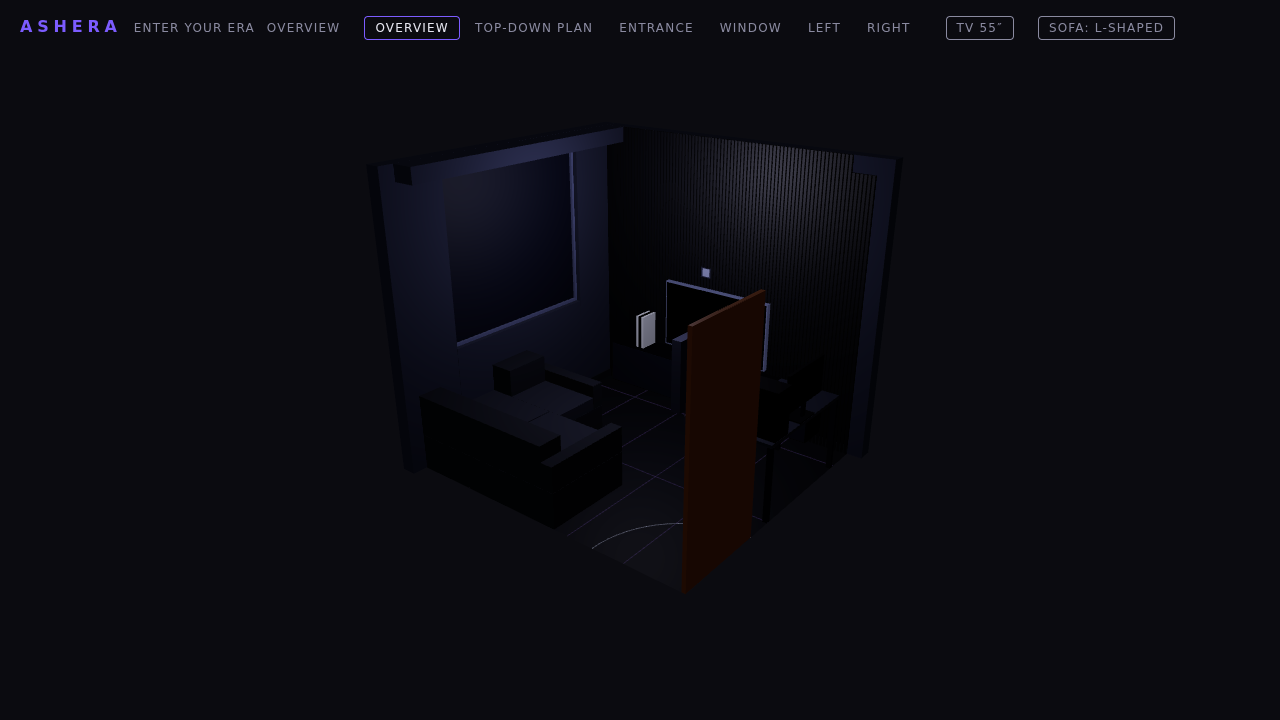 ASHERA ENTER YOUR ERA OVERVIEW OVERVIEW TOP-DOWN PLAN ENTRANCE WINDOW LEFT RIGHT TV 55″ SOFA: L-SHAPED